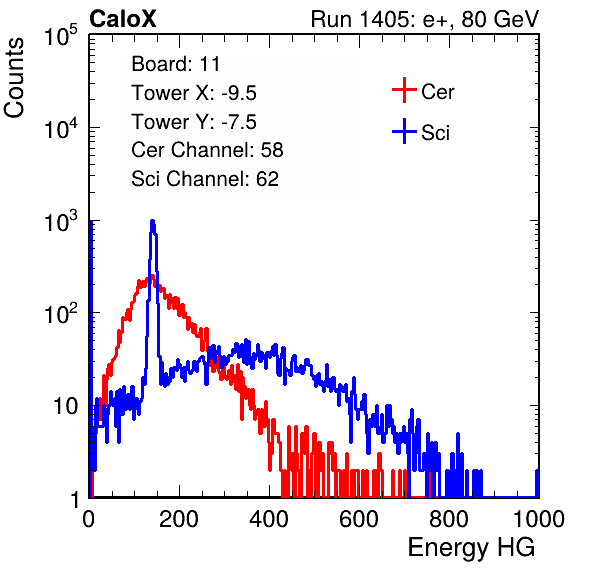 CaloX Run 1405: e+, 80 GeV
Counts
10^5
10^4
10^3
10^2
10
1
Board: 11
Tower X: -9.5
Tower Y: -7.5
Cer Channel: 58
Sci Channel: 62
Cer
Sci
0 200 400 600 800 1000
Energy HG